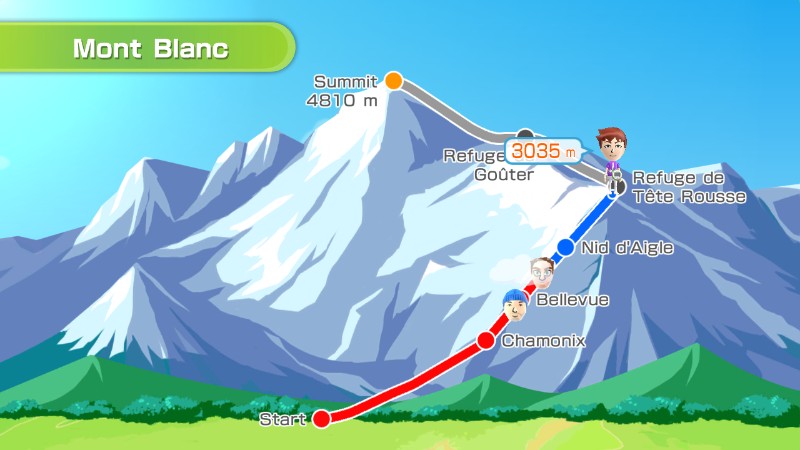 Mont Blanc
Summit
4810 m
Refuge
3035 m
Goûter
Refuge de
Tête Rousse
Nid d'Aigle
Bellevue
Chamonix
Start